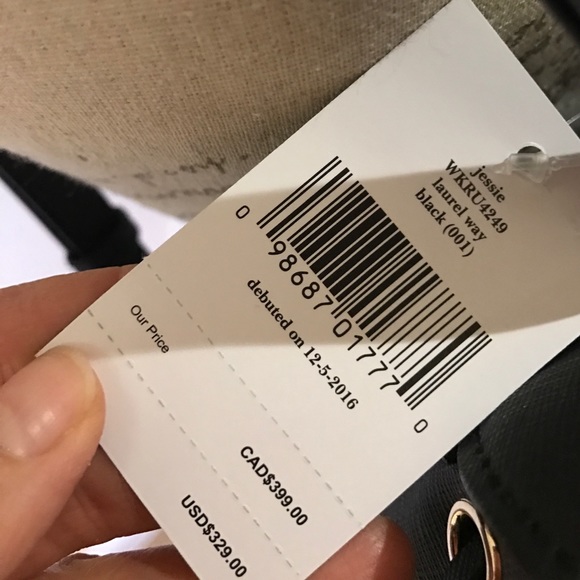 jessie
WKRU4249
laurel way
black (001)
0 98687 01777 0
debuted on 12-5-2016
Our Price
CAD$399.00
USD$329.00